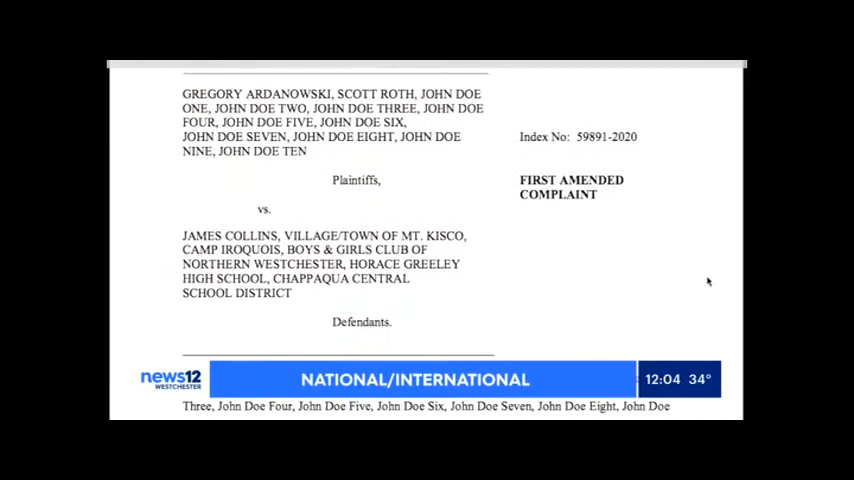 GREGORY ARDANOWSKI, SCOTT ROTH, JOHN DOE
ONE, JOHN DOE TWO, JOHN DOE THREE, JOHN DOE
FOUR, JOHN DOE FIVE, JOHN DOE SIX,
JOHN DOE SEVEN, JOHN DOE EIGHT, JOHN DOE
NINE, JOHN DOE TEN
Index No: 59891-2020
Plaintiffs,
FIRST AMENDED
COMPLAINT
vs.
JAMES COLLINS, VILLAGE/TOWN OF MT. KISCO,
CAMP IROQUOIS, BOYS & GIRLS CLUB OF
NORTHERN WESTCHESTER, HORACE GREELEY
HIGH SCHOOL, CHAPPAQUA CENTRAL
SCHOOL DISTRICT
Defendants.
news12
WESTCHESTER
NATIONAL/INTERNATIONAL
12:04 34°
Three, John Doe Four, John Doe Five, John Doe Six, John Doe Seven, John Doe Eight, John Doe